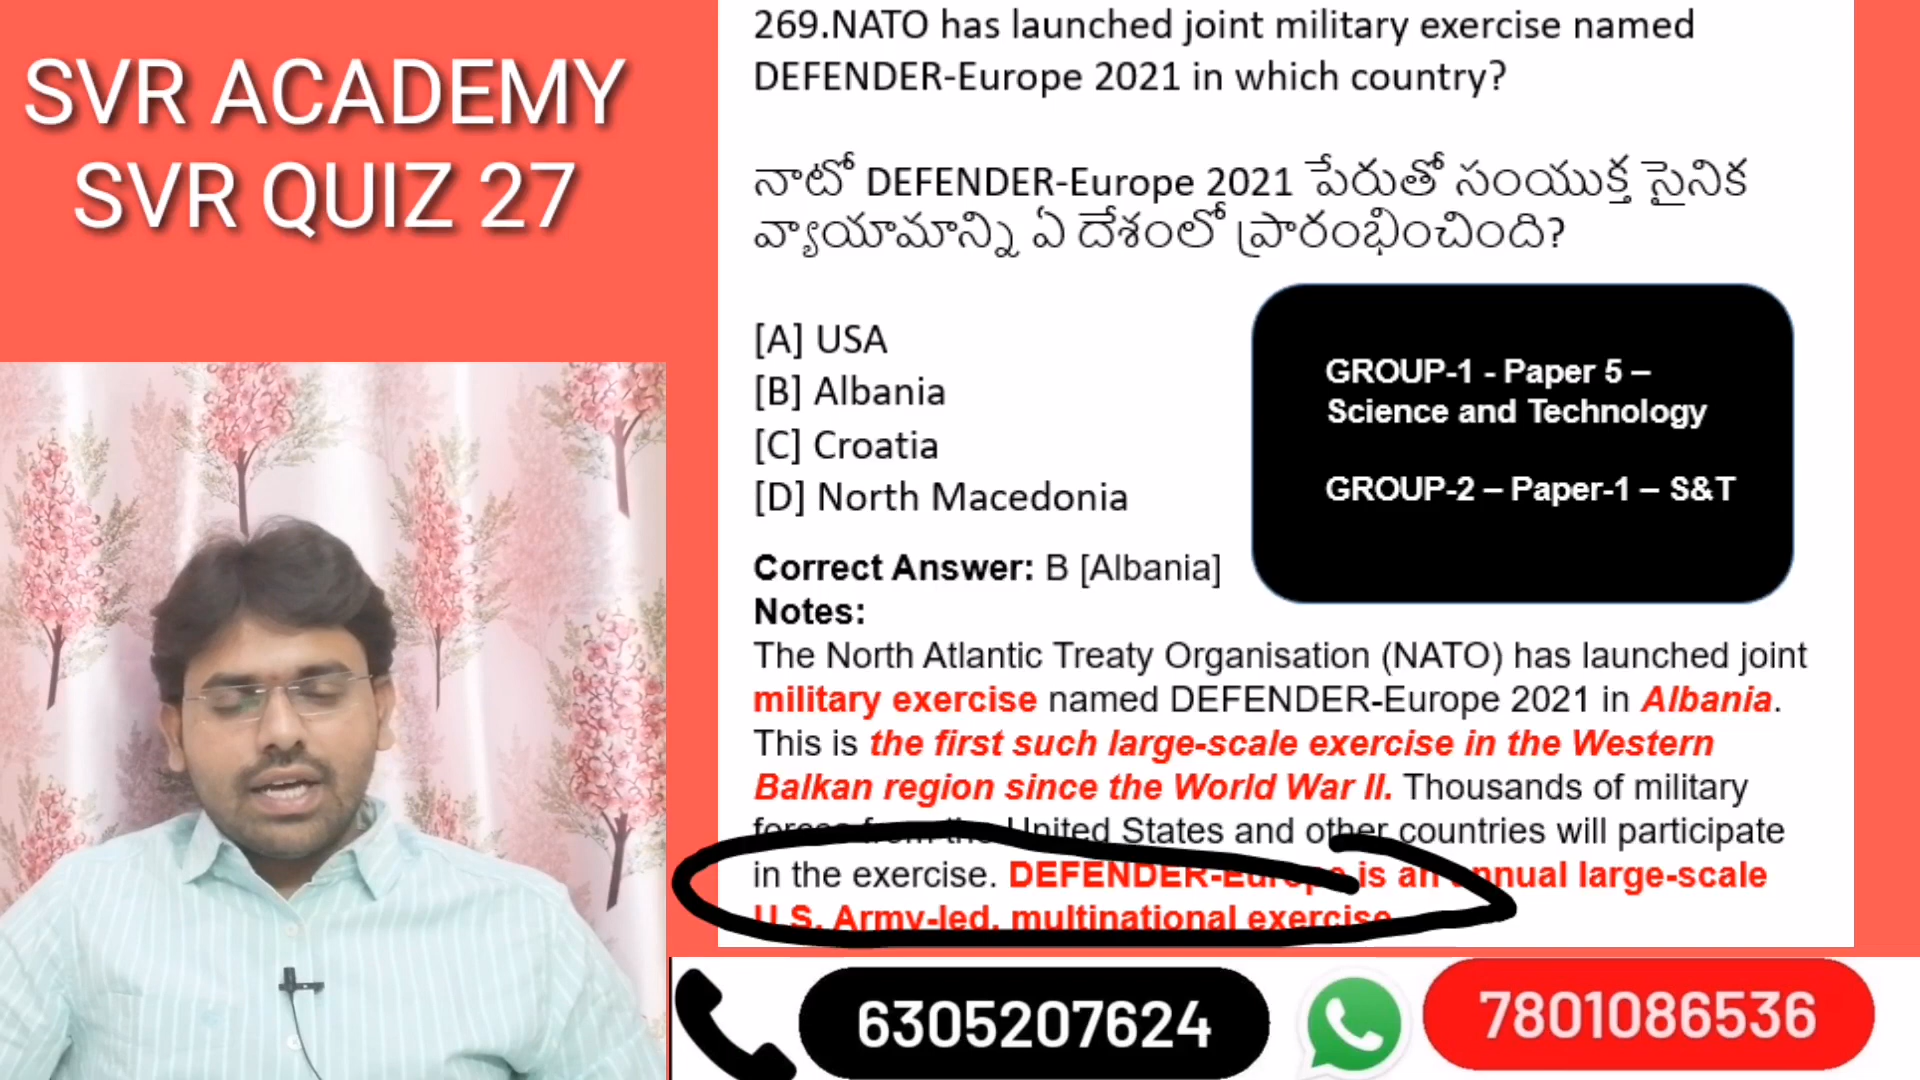 SVR ACADEMY
SVR QUIZ 27
269.NATO has launched joint military exercise named
DEFENDER-Europe 2021 in which country?
నాటో DEFENDER-Europe 2021 పేరుతో సంయుక్త సైనిక
వ్యాయామాన్ని ఏ దేశంలో ప్రారంభించింది?
[A] USA
[B] Albania
[C] Croatia
[D] North Macedonia
GROUP-1 - Paper 5 –
Science and Technology
GROUP-2 – Paper-1 – S&T
Correct Answer: B [Albania]
Notes:
The North Atlantic Treaty Organisation (NATO) has launched joint
military exercise named DEFENDER-Europe 2021 in Albania.
This is the first such large-scale exercise in the Western
Balkan region since the World War II. Thousands of military
forces from the United States and other countries will participate
in the exercise. DEFENDER-Europe is an annual large-scale
U.S. Army-led, multinational exercise
6305207624
7801086536